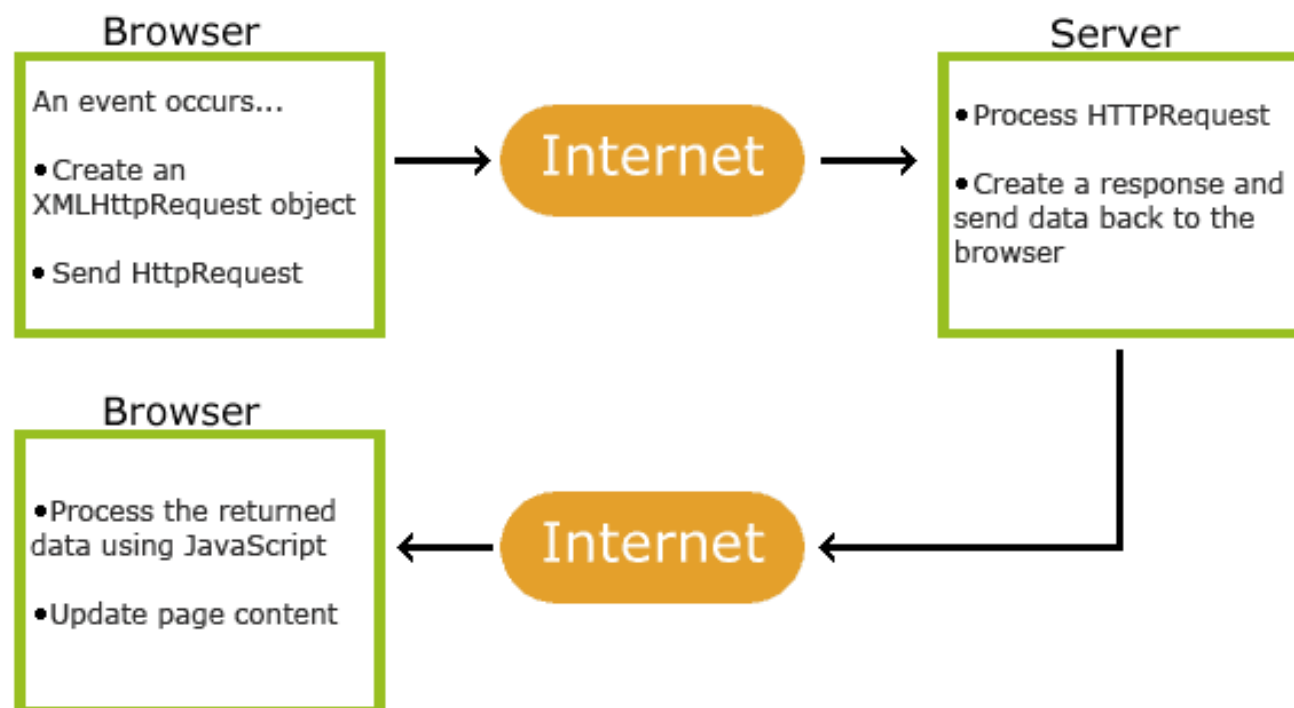 Browser
An event occurs...
•Create an
XMLHttpRequest object
• Send HttpRequest
Internet
Server
•Process HTTPRequest
•Create a response and
send data back to the
browser
Browser
•Process the returned
data using JavaScript
•Update page content
Internet